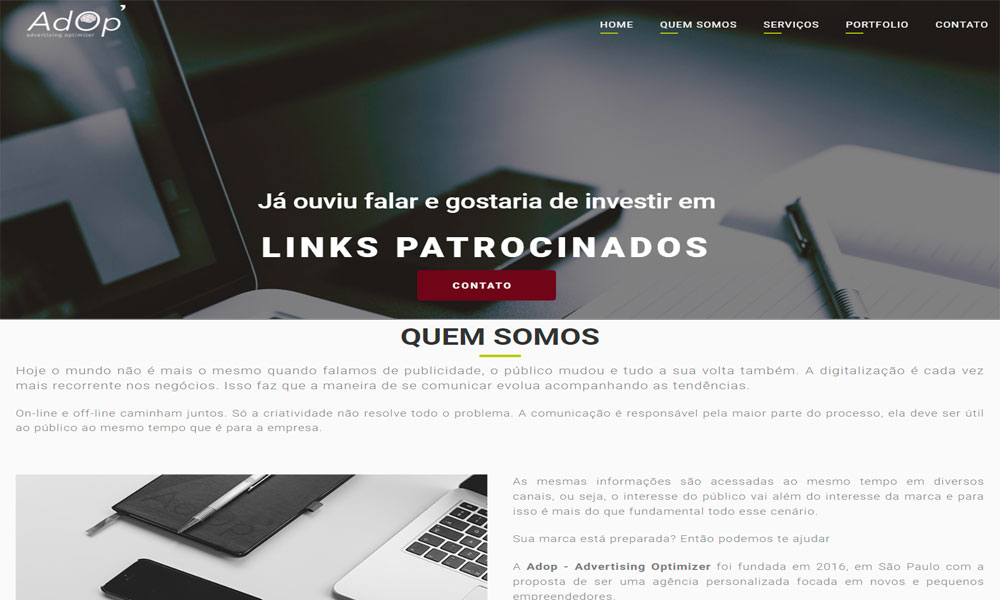 AdOp'
advertising optimizer
HOME QUEM SOMOS SERVIÇOS PORTFOLIO CONTATO
Já ouviu falar e gostaria de investir em
LINKS PATROCINADOS
CONTATO
QUEM SOMOS
Hoje o mundo não é mais o mesmo quando falamos de publicidade, o público mudou e tudo a sua volta também. A digitalização é cada vez
mais recorrente nos negócios. Isso faz que a maneira de se comunicar evolua acompanhando as tendências.
On-line e off-line caminham juntos. Só a criatividade não resolve todo o problema. A comunicação é responsável pela maior parte do processo, ela deve ser útil
ao público ao mesmo tempo que é para a empresa.
AdOp'
As mesmas informações são acessadas ao mesmo tempo em diversos
canais, ou seja, o interesse do público vai além do interesse da marca e para
isso é mais do que fundamental todo esse cenário.
Sua marca está preparada? Então podemos te ajudar
A Adop - Advertising Optimizer foi fundada em 2016, em São Paulo com a
proposta de ser uma agência personalizada focada em novos e pequenos
empreendedores.